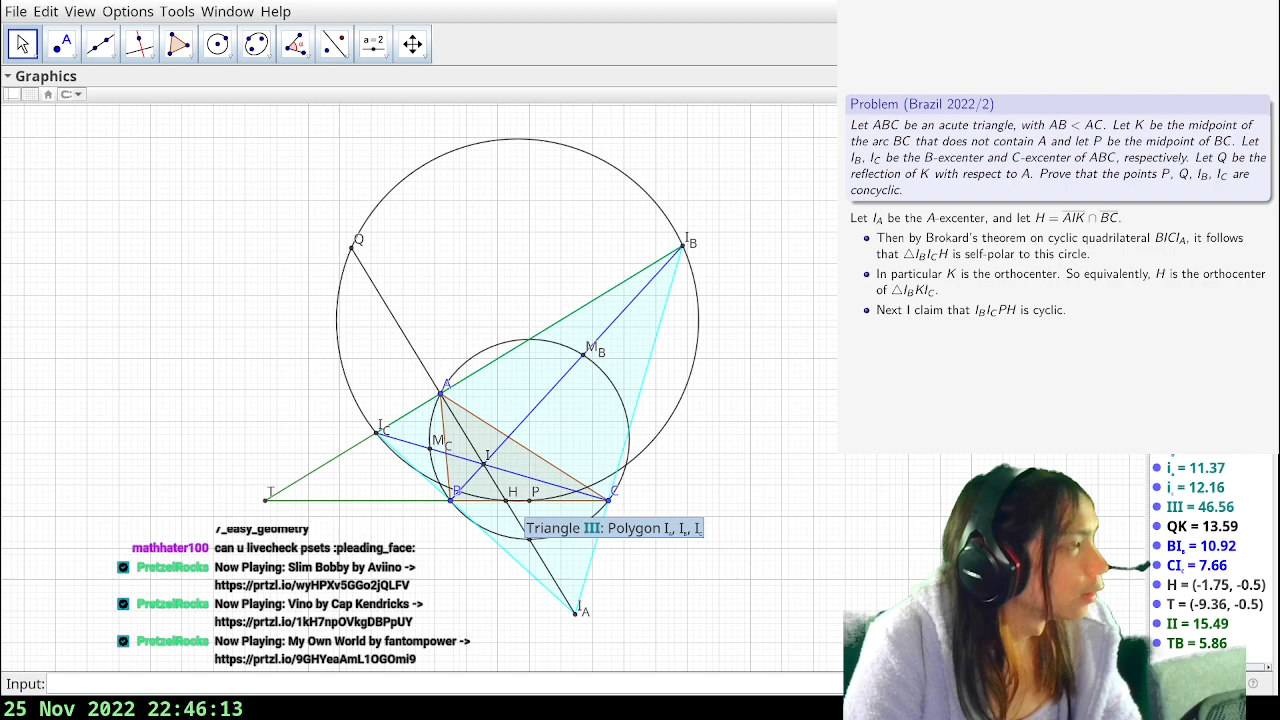 File Edit View Options Tools Window Help
a=2
Graphics
Problem (Brazil 2022/2)
Let ABC be an acute triangle, with AB < AC. Let K be the midpoint of
the arc BC that does not contain A and let P be the midpoint of BC. Let
I_B, I_C be the B-excenter and C-excenter of ABC, respectively. Let Q be the
reflection of K with respect to A. Prove that the points P, Q, I_B, I_C are
concyclic.
Let I_A be the A-excenter, and let H = AIK ∩ BC.
Then by Brokard's theorem on cyclic quadrilateral BICI_A, it follows
that △I_BI_CH is self-polar to this circle.
In particular K is the orthocenter. So equivalently, H is the orthocenter
of △I_BKI_C.
Next I claim that I_BI_CPH is cyclic.
Q
I_B
M_B
A
I_C
M_C
I
T
B
H
P
C
I_A
Triangle III: Polygon I, I, I
7_easy_geometry
mathhater100 can u livecheck psets :pleading_face:
PretzelRocks Now Playing: Slim Bobby by Aviino ->
https://prtzl.io/wyHPXv5GGo2jQLFV
PretzelRocks Now Playing: Vino by Cap Kendricks ->
https://prtzl.io/1kH7npOVkgDBPpUY
PretzelRocks Now Playing: My Own World by fantompower ->
https://prtzl.io/9GHYeaAmL1OGOmi9
i = 11.37
i = 12.16
III = 46.56
QK = 13.59
BI = 10.92
CI = 7.66
H = (-1.75, -0.5)
T = (-9.36, -0.5)
II = 15.49
TB = 5.86
Input:
25 Nov 2022 22:46:13